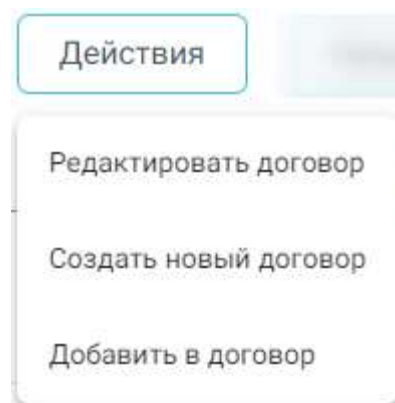 Действия
Редактировать договор
Создать новый договор
Добавить в договор